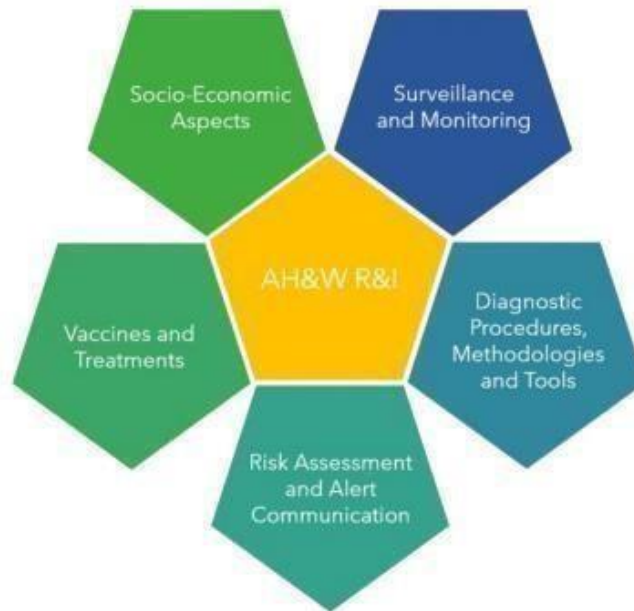 Socio-Economic
Aspects
Surveillance
and Monitoring
AH&W R&I
Vaccines and
Treatments
Diagnostic
Procedures,
Methodologies
and Tools
Risk Assessment
and Alert
Communication